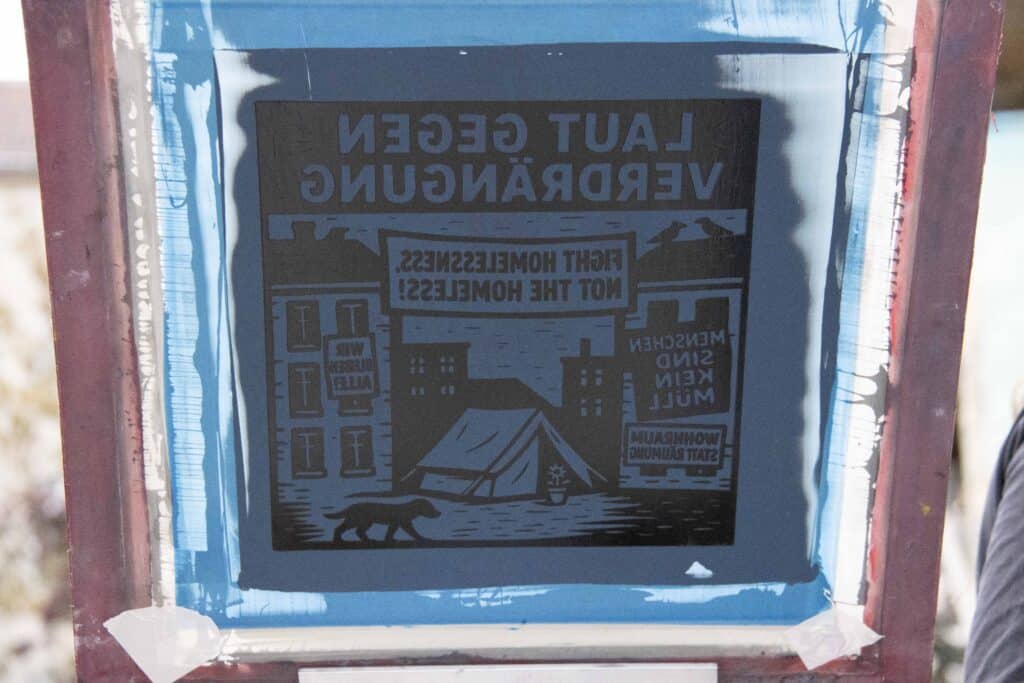 LAUT GEGEN
VERDRÄNGUNG
FIGHT HOMELESSNESS,
NOT THE HOMELESS!
WIR
BLEIBEN
ALLE!
MENSCHEN
SIND
KEIN
MÜLL
WOHNRAUM
STATT RÄUMUNG